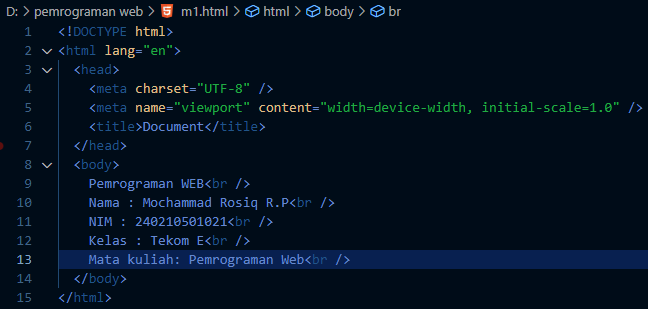 D: > pemrograman web > m1.html > html > body > br
1 <!DOCTYPE html>
2 <html lang="en">
3 <head>
4 <meta charset="UTF-8" />
5 <meta name="viewport" content="width=device-width, initial-scale=1.0" />
6 <title>Document</title>
7 </head>
8 <body>
9 Pemrograman WEB<br />
10 Nama : Mochammad Rosiq R.P<br />
11 NIM : 240210501021<br />
12 Kelas : Tekom E<br />
13 Mata kuliah: Pemrograman Web<br />
14 </body>
15 </html>